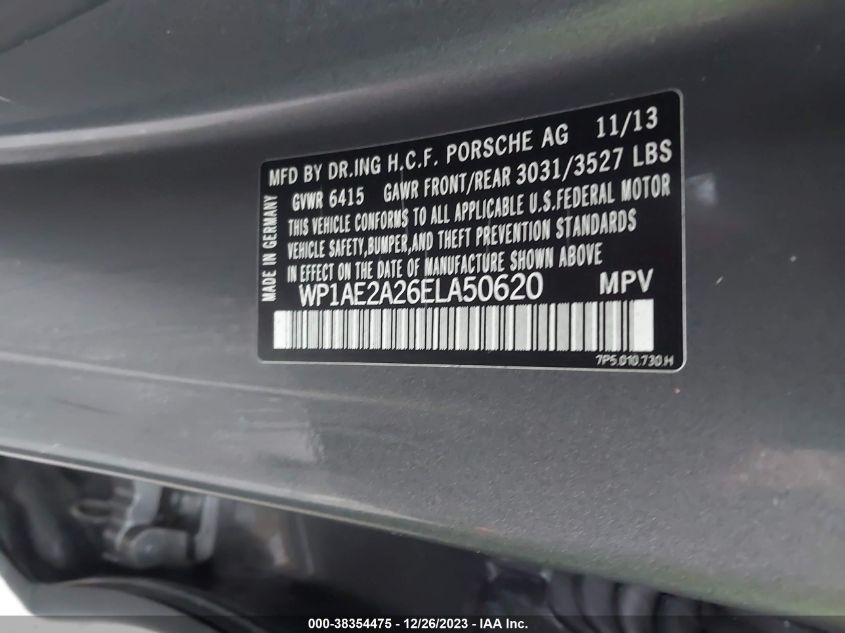 MFD BY DR.ING H.C.F. PORSCHE AG 11/13
GVWR 6415 GAWR FRONT/REAR 3031/3527 LBS
THIS VEHICLE CONFORMS TO ALL APPLICABLE U.S.FEDERAL MOTOR
VEHICLE SAFETY,BUMPER,AND THEFT PREVENTION STANDARDS
IN EFFECT ON THE DATE OF MANUFACTURE SHOWN ABOVE
WP1AE2A26ELA50620 MPV
7P5.010.730.H
MADE IN GERMANY
000-38354475 - 12/26/2023 - IAA Inc.